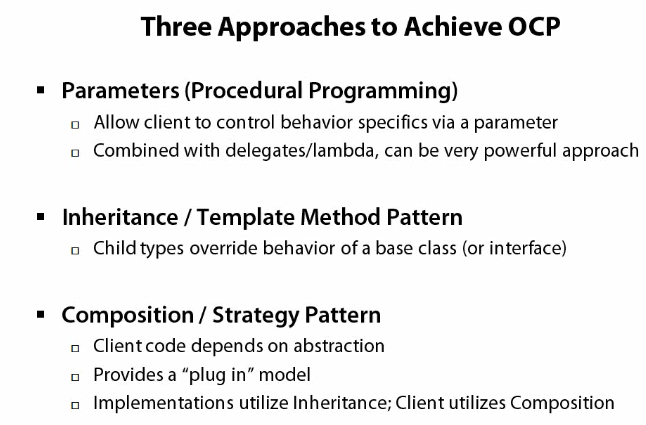 Three Approaches to Achieve OCP
Parameters (Procedural Programming)
Allow client to control behavior specifics via a parameter
Combined with delegates/lambda, can be very powerful approach
Inheritance / Template Method Pattern
Child types override behavior of a base class (or interface)
Composition / Strategy Pattern
Client code depends on abstraction
Provides a “plug in” model
Implementations utilize Inheritance; Client utilizes Composition